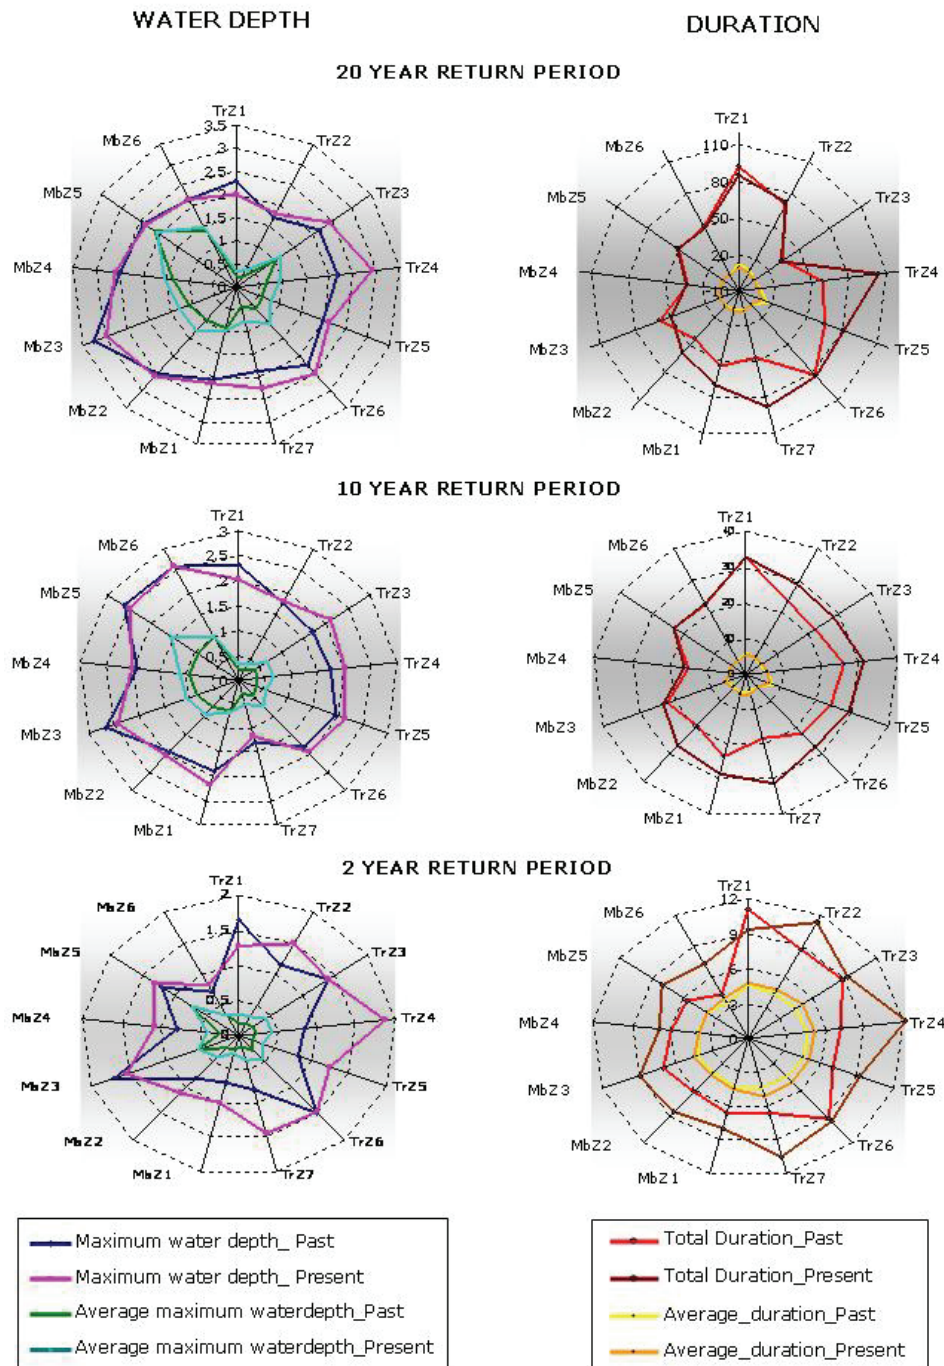 WATER DEPTH
DURATION
20 YEAR RETURN PERIOD
TrZ1
3.5
3
2.5
2
1.5
0.5
TrZ2
TrZ3
TrZ4
TrZ5
TrZ6
TrZ7
MbZ1
MbZ2
MbZ3
MbZ4
MbZ5
MbZ6
TrZ1
110
80
50
20
TrZ2
TrZ3
TrZ4
TrZ5
TrZ6
TrZ7
MbZ1
MbZ2
MbZ3
MbZ4
MbZ5
MbZ6
10 YEAR RETURN PERIOD
TrZ1
3
2.5
2
1.5
1
0.5
0
TrZ2
TrZ3
TrZ4
TrZ5
TrZ6
TrZ7
MbZ1
MbZ2
MbZ3
MbZ4
MbZ5
MbZ6
TrZ1
40
30
20
10
0
TrZ2
TrZ3
TrZ4
TrZ5
TrZ6
TrZ7
MbZ1
MbZ2
MbZ3
MbZ4
MbZ5
MbZ6
2 YEAR RETURN PERIOD
TrZ1
2
1.5
1
0.5
0
TrZ2
TrZ3
TrZ4
TrZ5
TrZ6
TrZ7
MbZ1
MbZ2
MbZ3
MbZ4
MbZ5
MbZ6
TrZ1
12
9
6
3
0
TrZ2
TrZ3
TrZ4
TrZ5
TrZ6
TrZ7
MbZ1
MbZ2
MbZ3
MbZ4
MbZ5
MbZ6
Maximum water depth_ Past
Maximum water depth_ Present
Average maximum waterdepth_Past
Average maximum waterdepth_Present
Total Duration_Past
Total Duration_Present
Average_duration_Past
Average_duration_Present